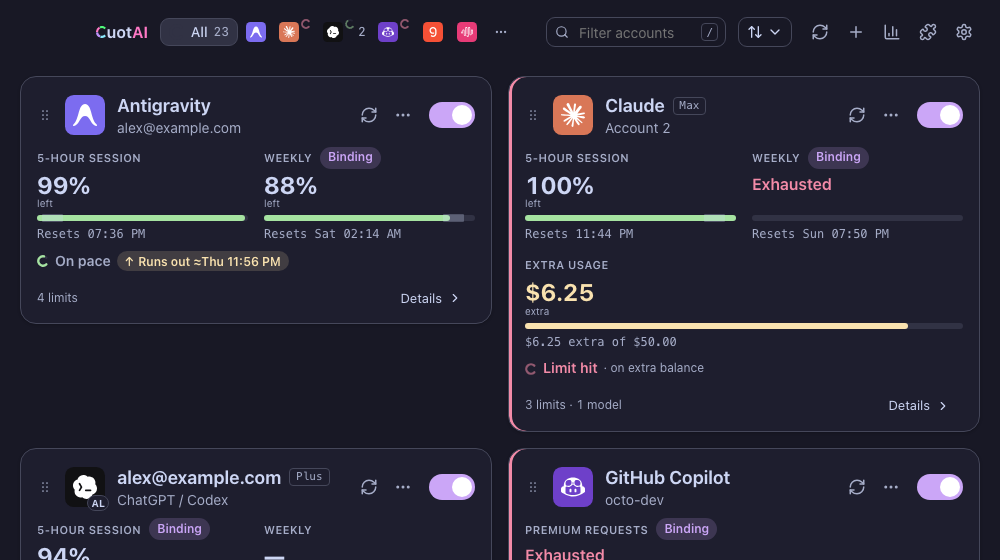 CuotAI All 23 2 9 ··· Filter accounts /
Antigravity
alex@example.com
5-HOUR SESSION
99%
left
Resets 07:36 PM
WEEKLY Binding
88%
left
Resets Sat 02:14 AM
On pace ↑ Runs out ≈Thu 11:56 PM
4 limits Details
Claude Max
Account 2
5-HOUR SESSION
100%
left
Resets 11:44 PM
WEEKLY Binding
Exhausted
Resets Sun 07:50 PM
EXTRA USAGE
$6.25
extra
$6.25 extra of $50.00
Limit hit · on extra balance
3 limits · 1 model Details
AL
alex@example.com Plus
ChatGPT / Codex
5-HOUR SESSION Binding
94%
WEEKLY
—
GitHub Copilot
octo-dev
PREMIUM REQUESTS Binding
Exhausted